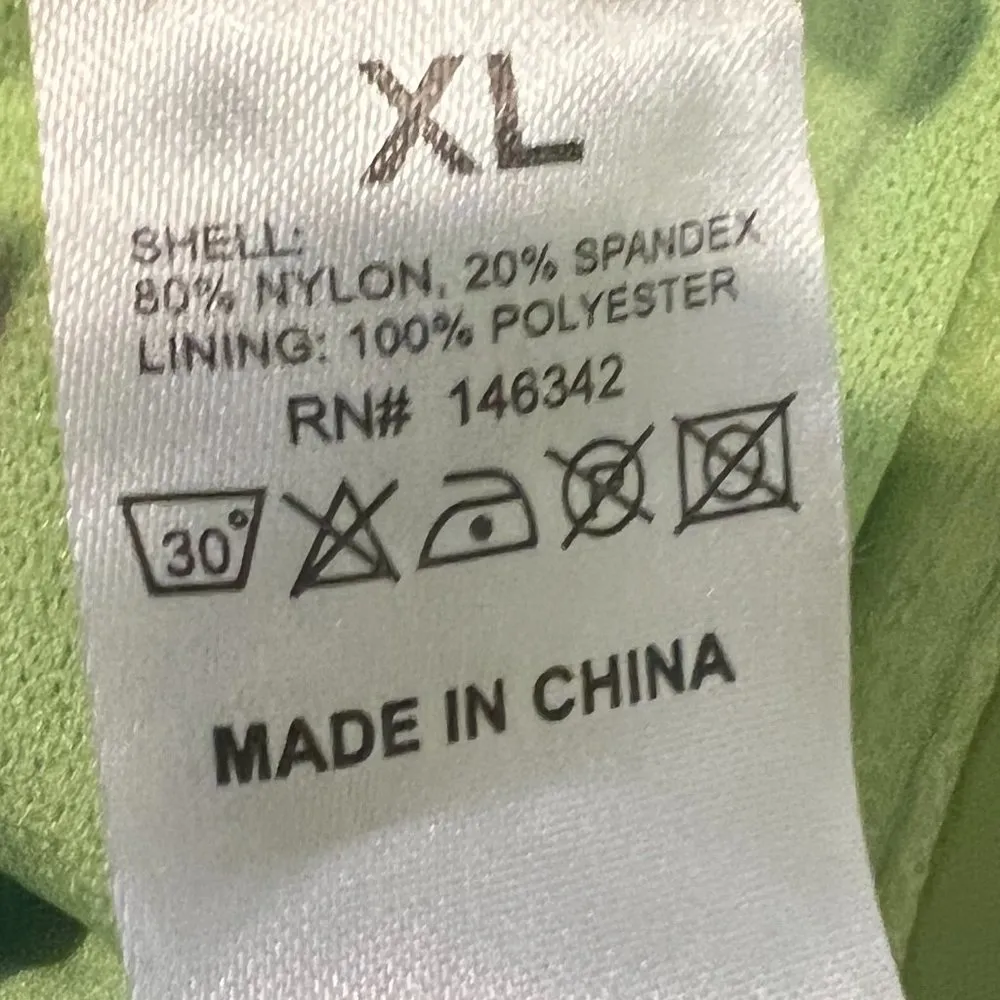 XL
SHELL:
80% NYLON, 20% SPANDEX
LINING: 100% POLYESTER
RN# 146342
30°
P
MADE IN CHINA